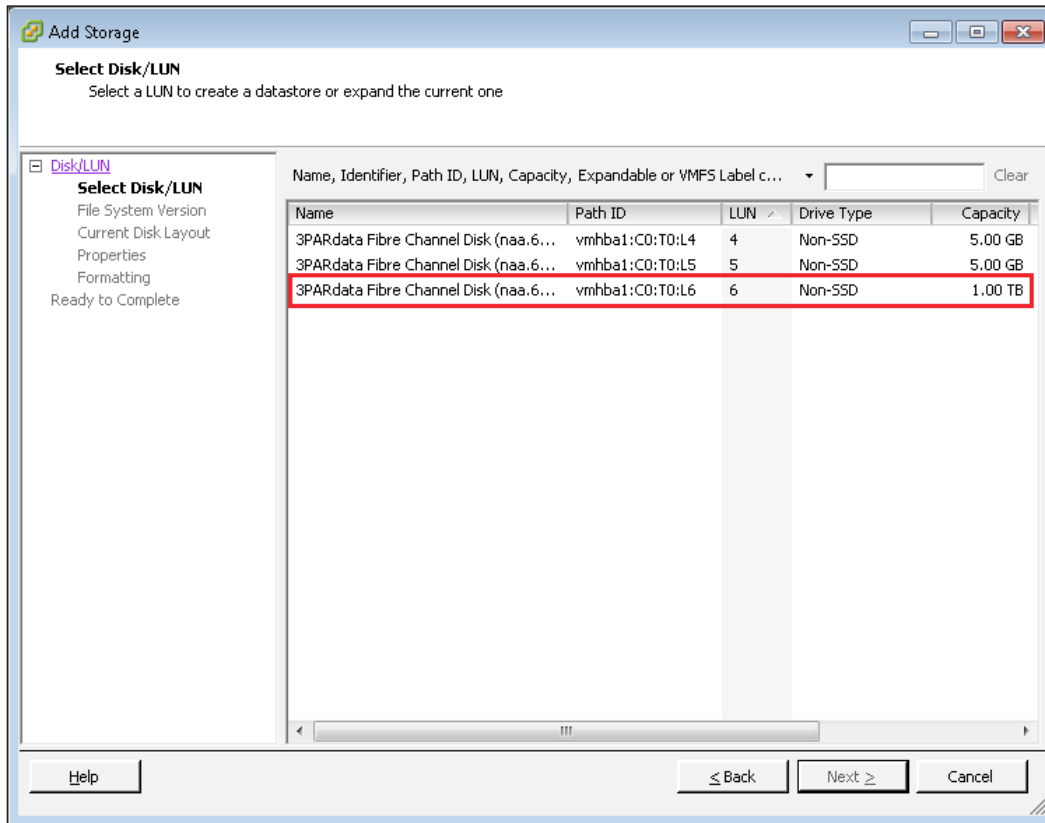 Add Storage
Select Disk/LUN
Select a LUN to create a datastore or expand the current one
Disk/LUN
Select Disk/LUN
File System Version
Current Disk Layout
Properties
Formatting
Ready to Complete
Name, Identifier, Path ID, LUN, Capacity, Expandable or VMFS Label c... Clear
Name Path ID LUN Drive Type Capacity
3PARdata Fibre Channel Disk (naa.6... vmhba1:C0:T0:L4 4 Non-SSD 5.00 GB
3PARdata Fibre Channel Disk (naa.6... vmhba1:C0:T0:L5 5 Non-SSD 5.00 GB
3PARdata Fibre Channel Disk (naa.6... vmhba1:C0:T0:L6 6 Non-SSD 1.00 TB
Help ≤ Back Next ≥ Cancel